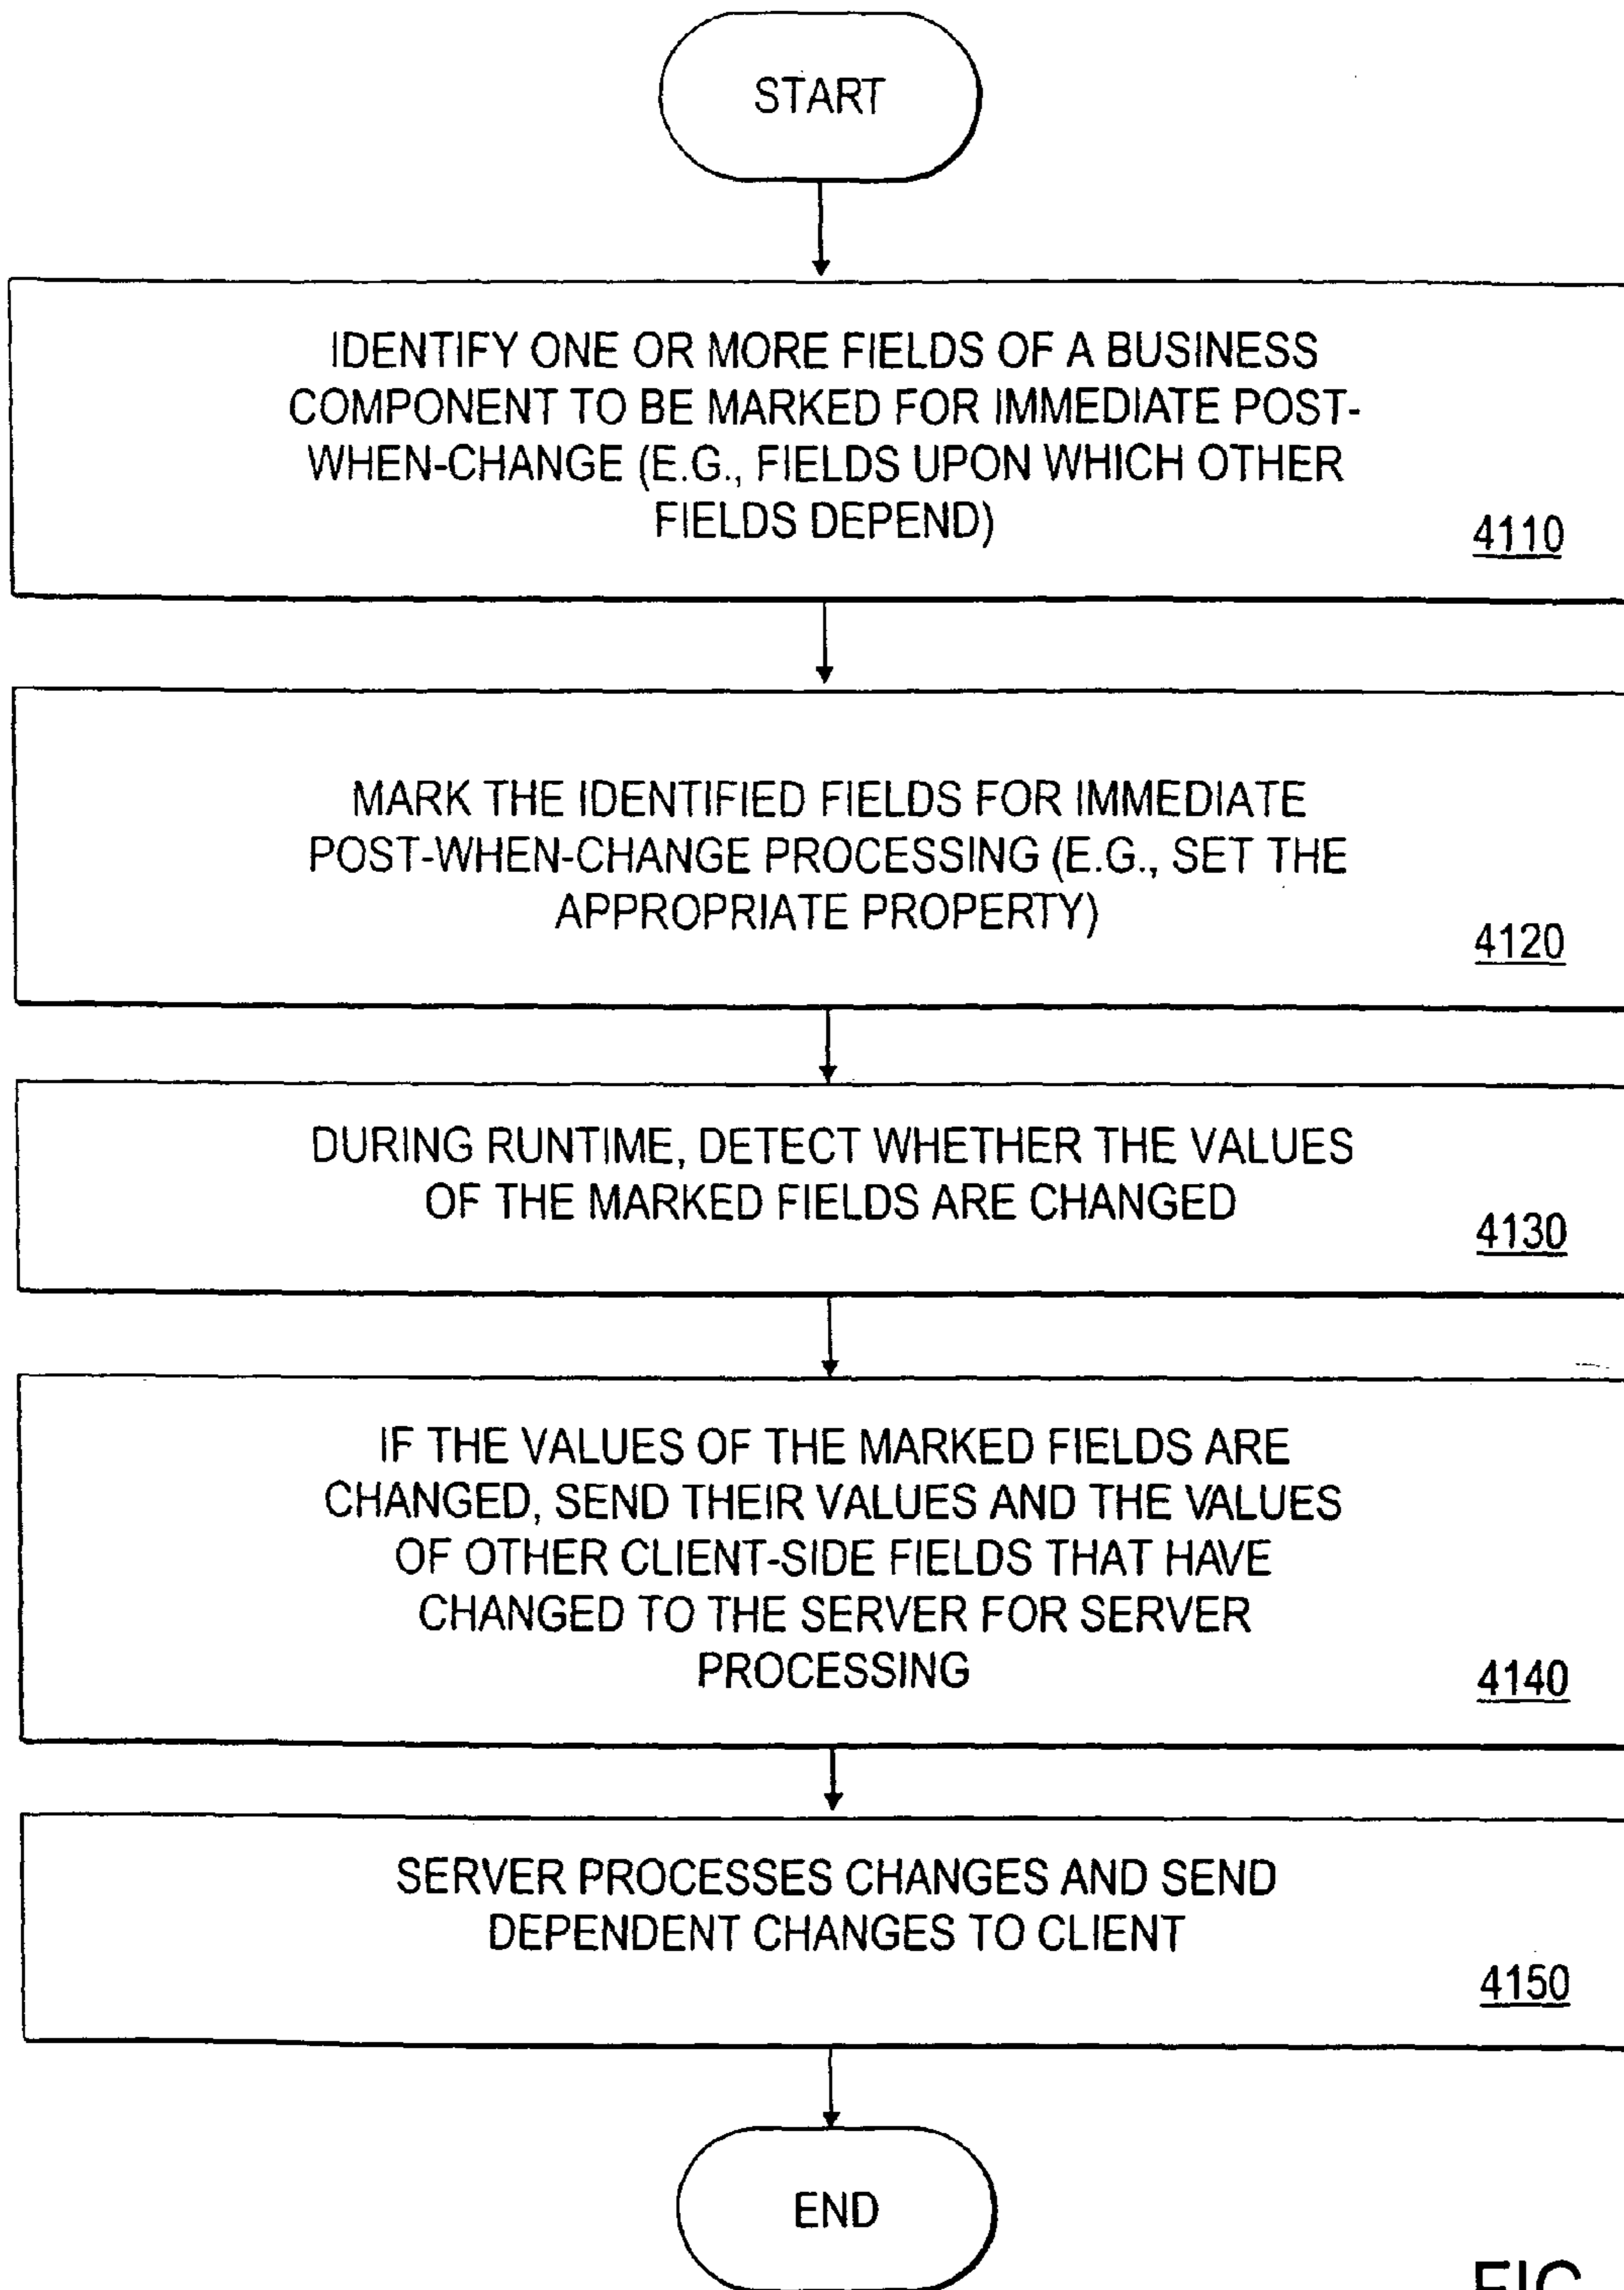 START
IDENTIFY ONE OR MORE FIELDS OF A BUSINESS
COMPONENT TO BE MARKED FOR IMMEDIATE POST-
WHEN-CHANGE (E.G., FIELDS UPON WHICH OTHER
FIELDS DEPEND)
4110
MARK THE IDENTIFIED FIELDS FOR IMMEDIATE
POST-WHEN-CHANGE PROCESSING (E.G., SET THE
APPROPRIATE PROPERTY)
4120
DURING RUNTIME, DETECT WHETHER THE VALUES
OF THE MARKED FIELDS ARE CHANGED
4130
IF THE VALUES OF THE MARKED FIELDS ARE
CHANGED, SEND THEIR VALUES AND THE VALUES
OF OTHER CLIENT-SIDE FIELDS THAT HAVE
CHANGED TO THE SERVER FOR SERVER
PROCESSING
4140
SERVER PROCESSES CHANGES AND SEND
DEPENDENT CHANGES TO CLIENT
4150
END
FIG